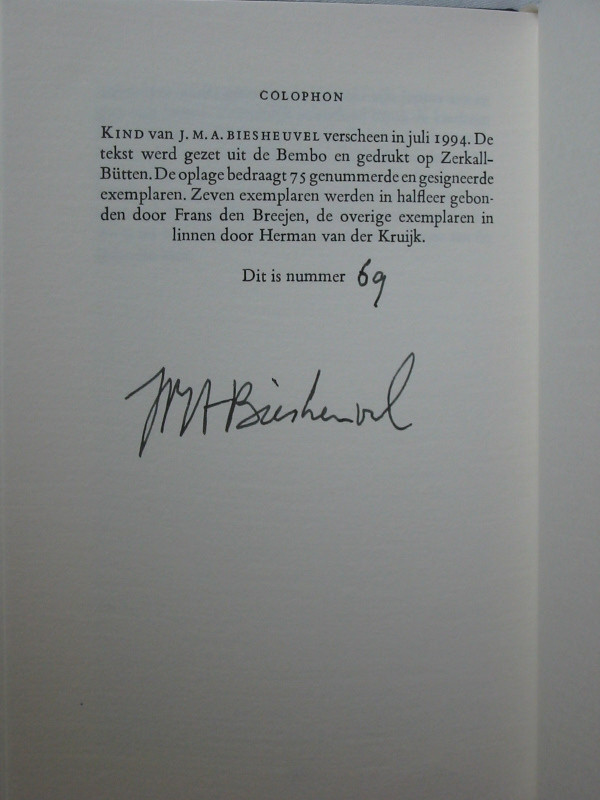 COLOPHON
KIND van J. M. A. BIESHEUVEL verscheen in juli 1994. De
tekst werd gezet uit de Bembo en gedrukt op Zerkall-
Bütten. De oplage bedraagt 75 genummerde en gesigneerde
exemplaren. Zeven exemplaren werden in halfleer gebon-
den door Frans den Breejen, de overige exemplaren in
linnen door Herman van der Kruijk.
Dit is nummer 69
JMA Biesheuvel